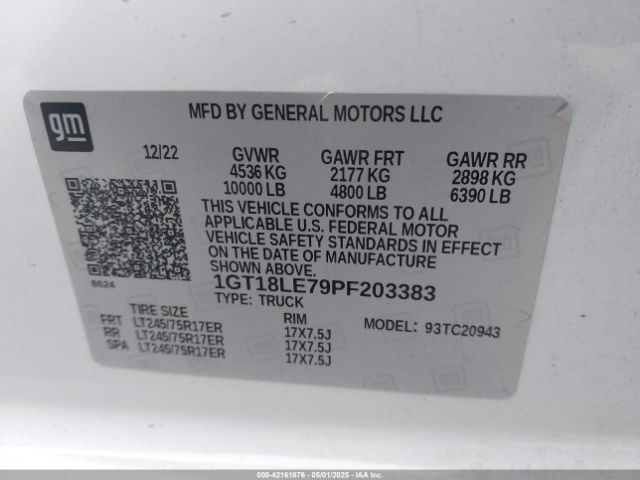 gm
MFD BY GENERAL MOTORS LLC
12/22 GVWR GAWR FRT GAWR RR
4536 KG 2177 KG 2898 KG
10000 LB 4800 LB 6390 LB
THIS VEHICLE CONFORMS TO ALL
APPLICABLE U.S. FEDERAL MOTOR
VEHICLE SAFETY STANDARDS IN EFFECT
ON THE DATE OF MANUFACTURE
SHOWN ABOVE.
8624
1GT18LE79PF203383
TYPE: TRUCK
TIRE SIZE RIM MODEL: 93TC20943
FRT LT245/75R17ER 17X7.5J
RR LT245/75R17ER 17X7.5J
SPA LT245/75R17ER 17X7.5J
000-42161876 - 05/01/2025 - IAA Inc. Copyright